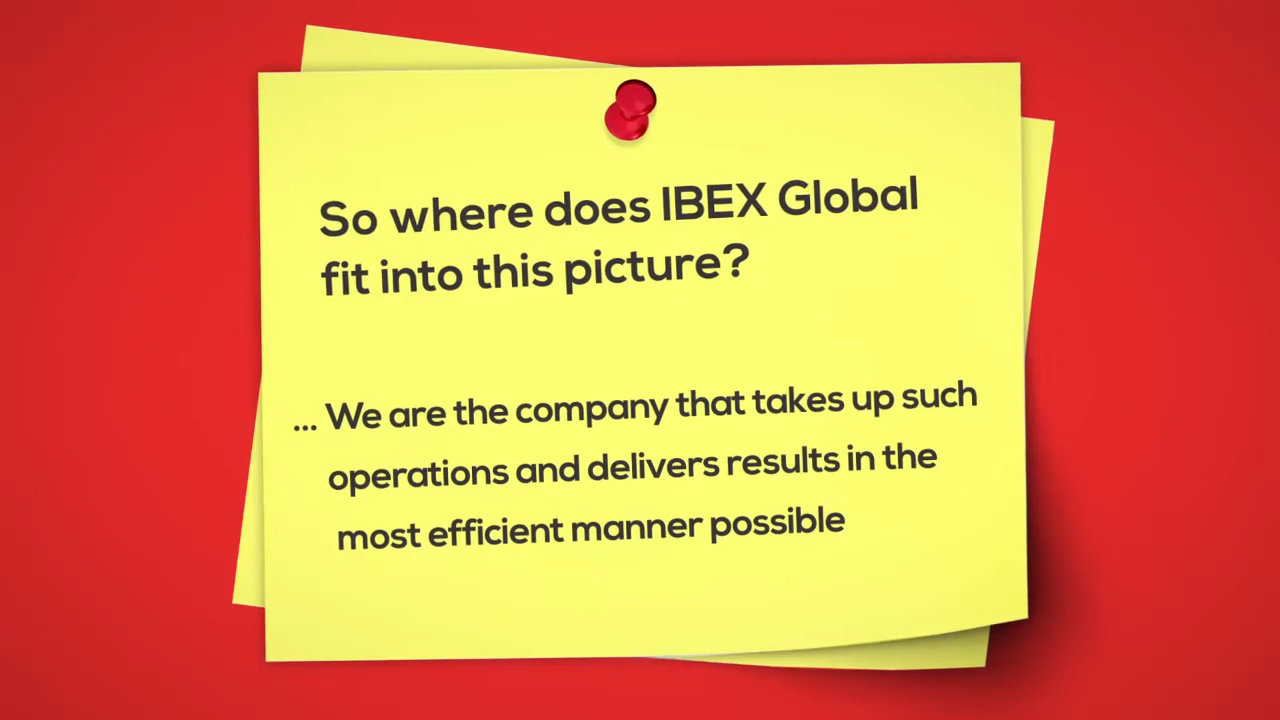 So where does IBEX Global
fit into this picture?
... We are the company that takes up such
operations and delivers results in the
most efficient manner possible